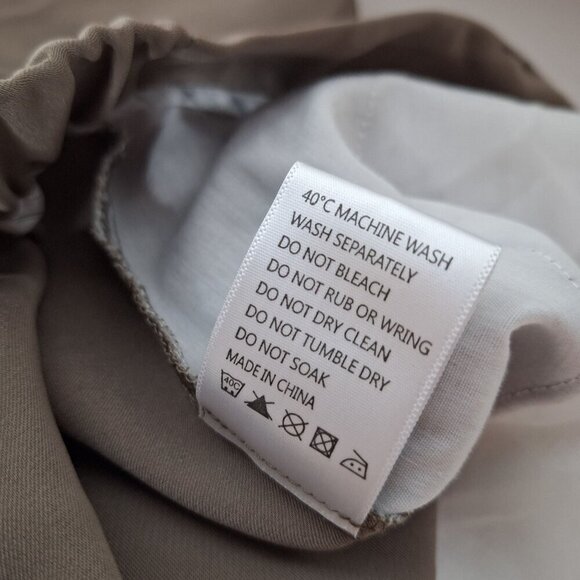 40°C MACHINE WASH
WASH SEPARATELY
DO NOT BLEACH
DO NOT RUB OR WRING
DO NOT DRY CLEAN
DO NOT TUMBLE DRY
DO NOT SOAK
MADE IN CHINA
40C